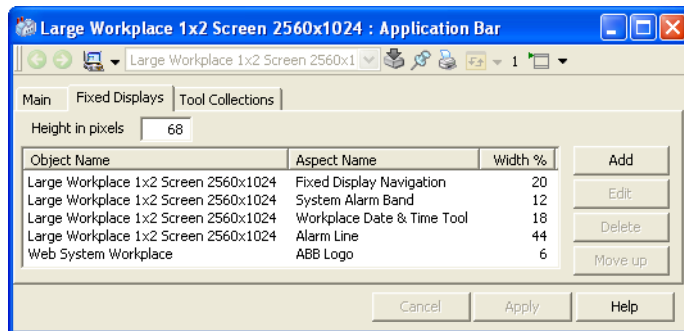 Large Workplace 1x2 Screen 2560x1024 : Application Bar
Large Workplace 1x2 Screen 2560x1 1
Main Fixed Displays Tool Collections
Height in pixels 68
Object Name Aspect Name Width % Add
Large Workplace 1x2 Screen 2560x1024 Fixed Display Navigation 20
Large Workplace 1x2 Screen 2560x1024 System Alarm Band 12 Edit
Large Workplace 1x2 Screen 2560x1024 Workplace Date & Time Tool 18
Large Workplace 1x2 Screen 2560x1024 Alarm Line 44 Delete
Web System Workplace ABB Logo 6 Move up
Cancel Apply Help